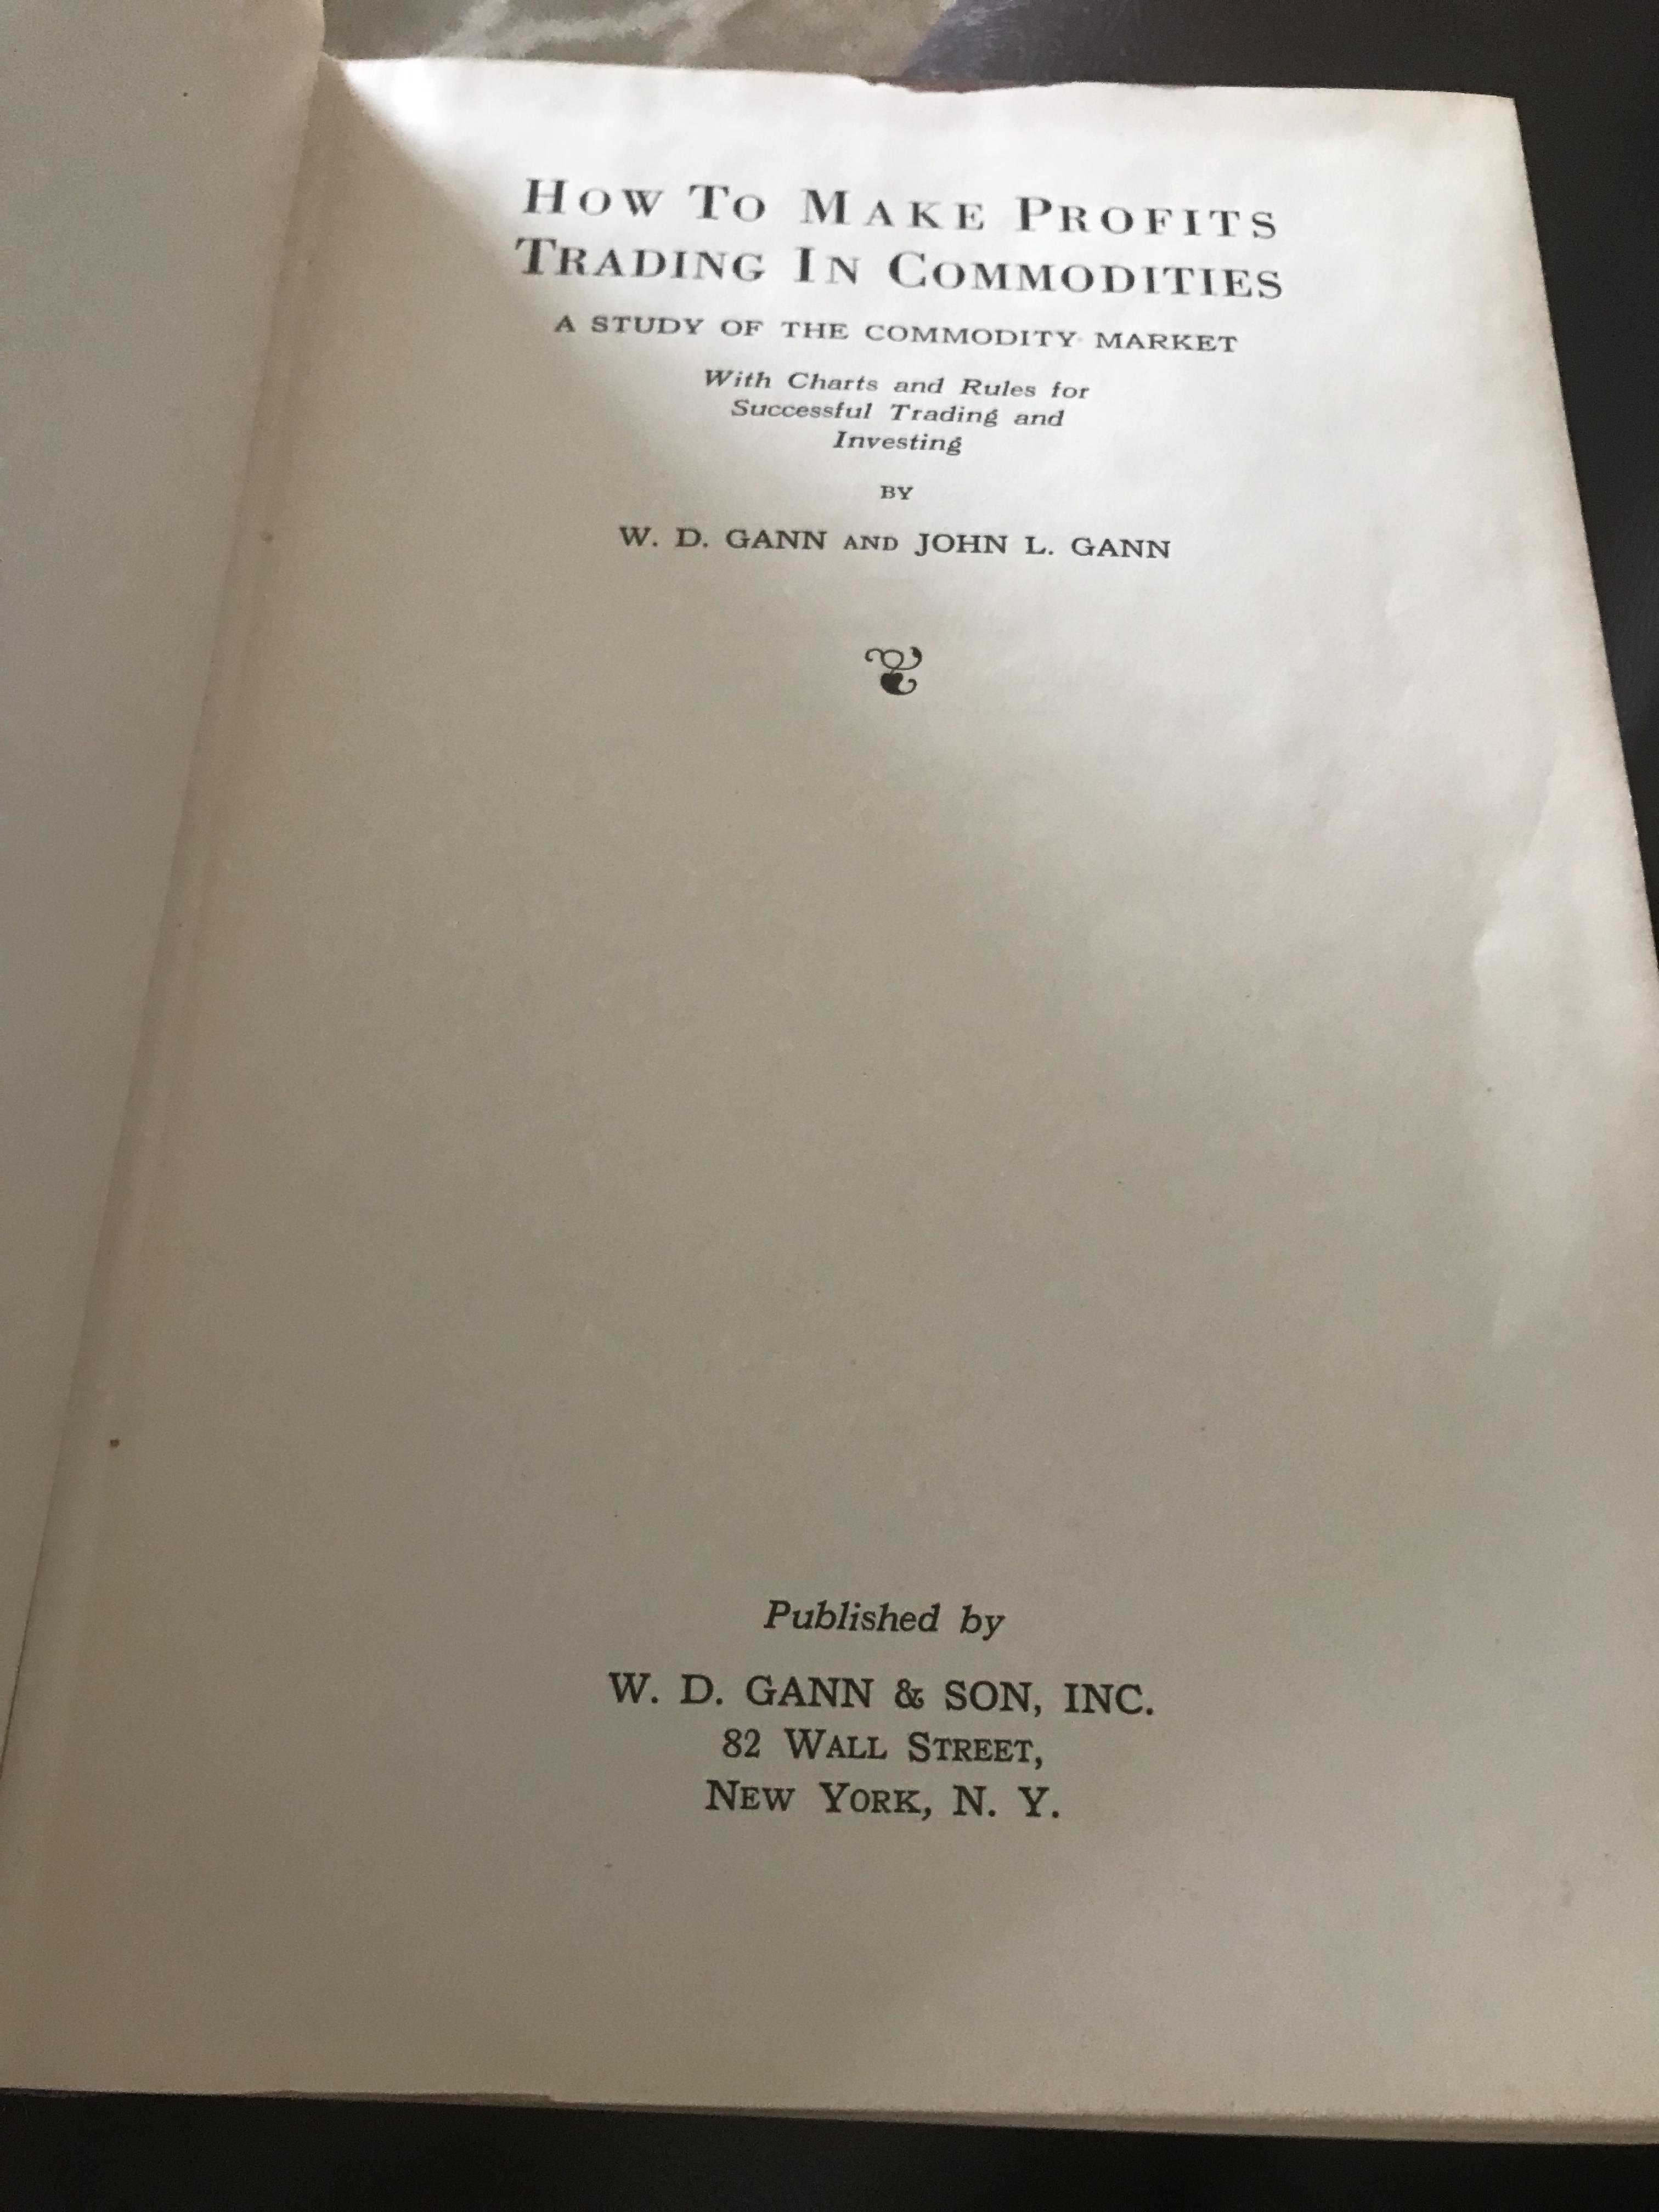 HOW TO MAKE PROFITS
TRADING IN COMMODITIES
A STUDY OF THE COMMODITY MARKET
With Charts and Rules for
Successful Trading and
Investing
BY
W. D. GANN AND JOHN L. GANN
Published by
W. D. GANN & SON, INC.
82 WALL STREET,
NEW YORK, N. Y.